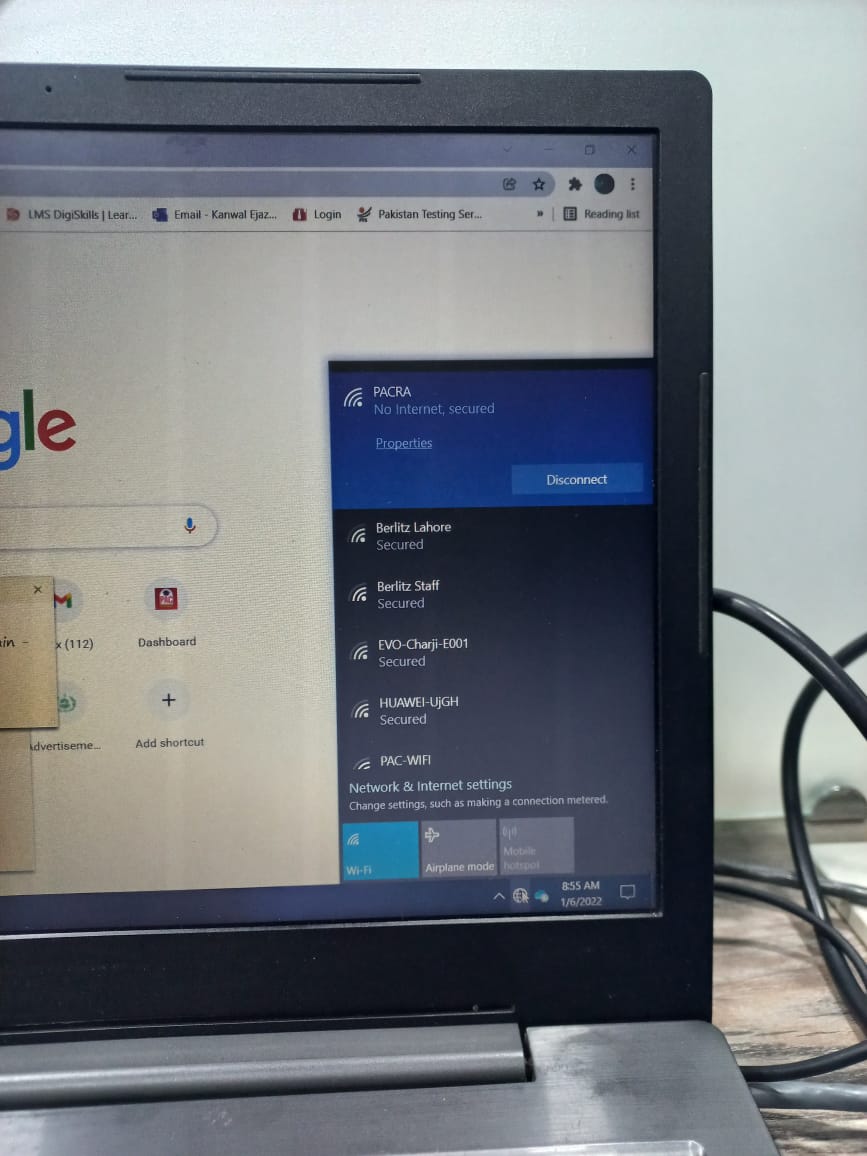 LMS DigiSkills | Lear...
Email - Kanwal Ejaz...
Login
Pakistan Testing Ser...
»
Reading list
gle
PACRA
No Internet, secured
Properties
Disconnect
Berlitz Lahore
Secured
Berlitz Staff
Secured
EVO-Charji-E001
Secured
HUAWEI-UjGH
Secured
PAC-WIFI
Network & Internet settings
Change settings, such as making a connection metered.
Wi-Fi
Airplane mode
Mobile
hotspot
in -
x (112)
Dashboard
dvertiseme...
Add shortcut
8:55 AM
1/6/2022